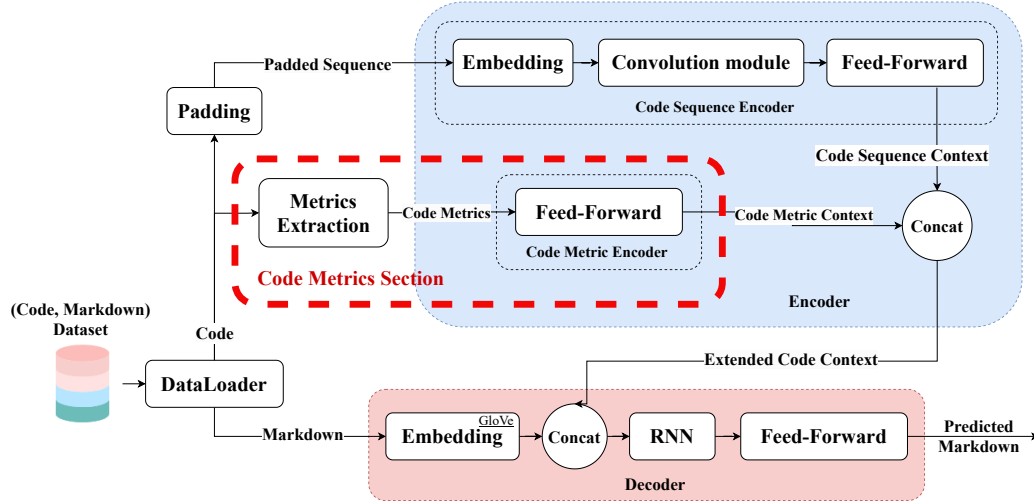 Padded Sequence
Embedding
Convolution module
Feed-Forward
Code Sequence Encoder
Padding
Code Sequence Context
Metrics
Extraction
Code Metrics
Feed-Forward
Code Metric Context
Concat
Code Metric Encoder
Code Metrics Section
Encoder
(Code, Markdown)
Dataset
Code
Extended Code Context
DataLoader
Markdown
Embedding
GloVe
Concat
RNN
Feed-Forward
Predicted
Markdown
Decoder